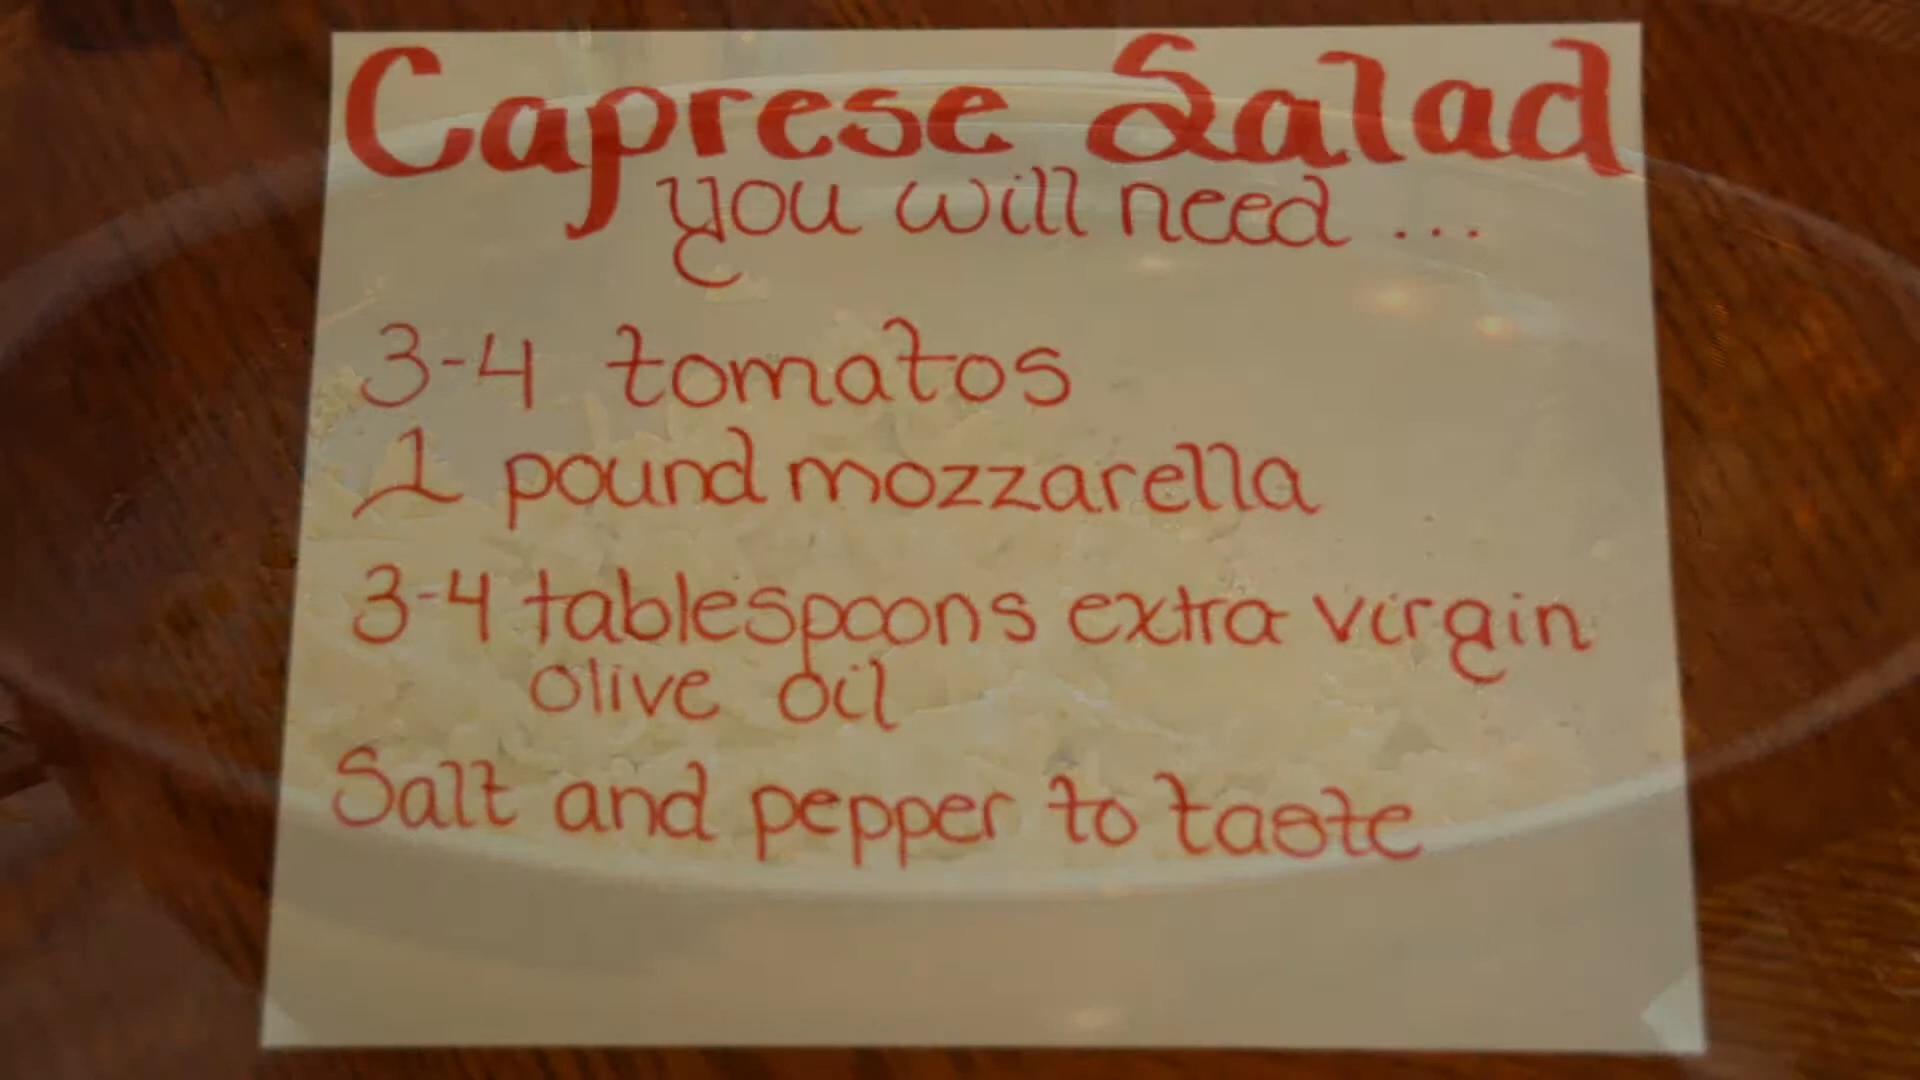 Caprese Salad
you will need ...
3-4 tomatos
1 pound mozzarella
3-4 tablespoons extra virgin
olive oil
Salt and pepper to taste